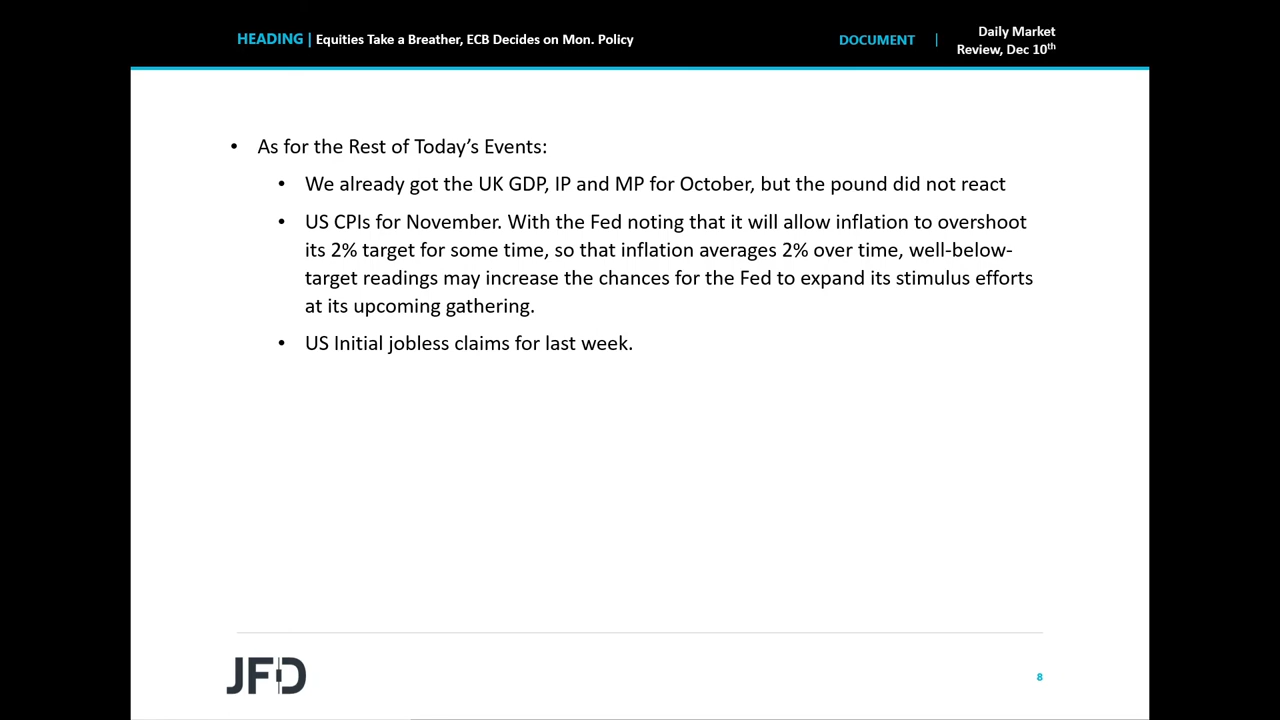 HEADING | Equities Take a Breather, ECB Decides on Mon. Policy
DOCUMENT | Daily Market
Review, Dec 10th
• As for the Rest of Today’s Events:
• We already got the UK GDP, IP and MP for October, but the pound did not react
• US CPIs for November. With the Fed noting that it will allow inflation to overshoot
its 2% target for some time, so that inflation averages 2% over time, well-below-
target readings may increase the chances for the Fed to expand its stimulus efforts
at its upcoming gathering.
• US Initial jobless claims for last week.
JFD
8